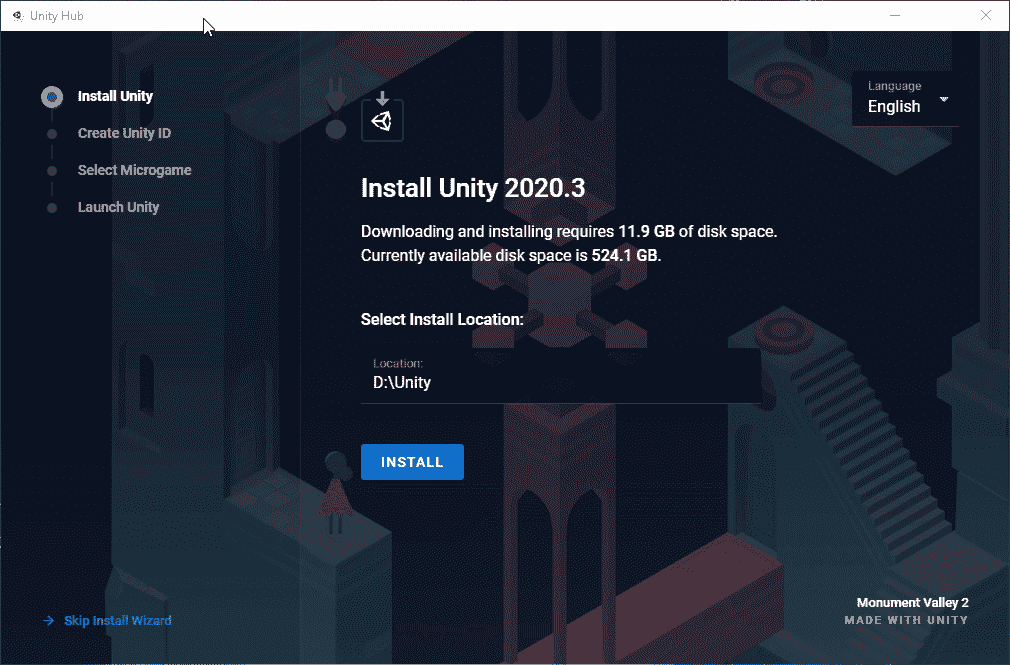 Unity Hub
Install Unity
Create Unity ID
Select Microgame
Launch Unity
Language
English
Install Unity 2020.3
Downloading and installing requires 11.9 GB of disk space.
Currently available disk space is 524.1 GB.
Select Install Location:
Location:
D:\Unity
INSTALL
Skip Install Wizard
Monument Valley 2
MADE WITH UNITY